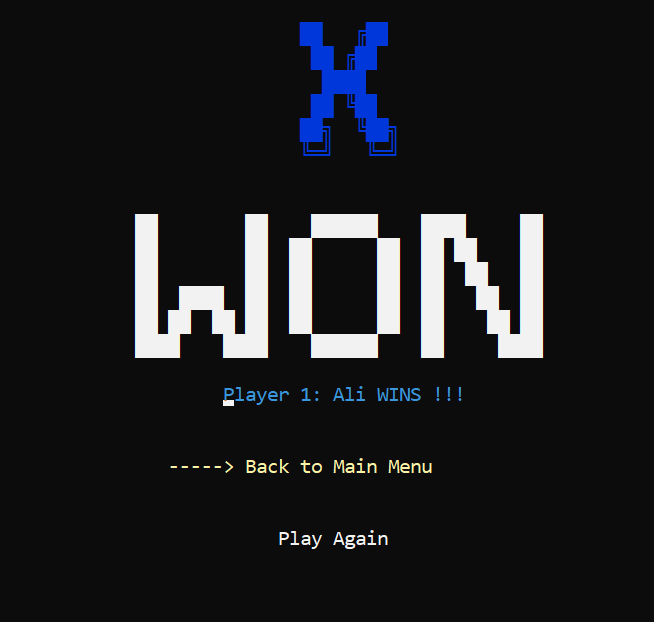 X
WON
Player 1: Ali WINS !!!
-----> Back to Main Menu
Play Again